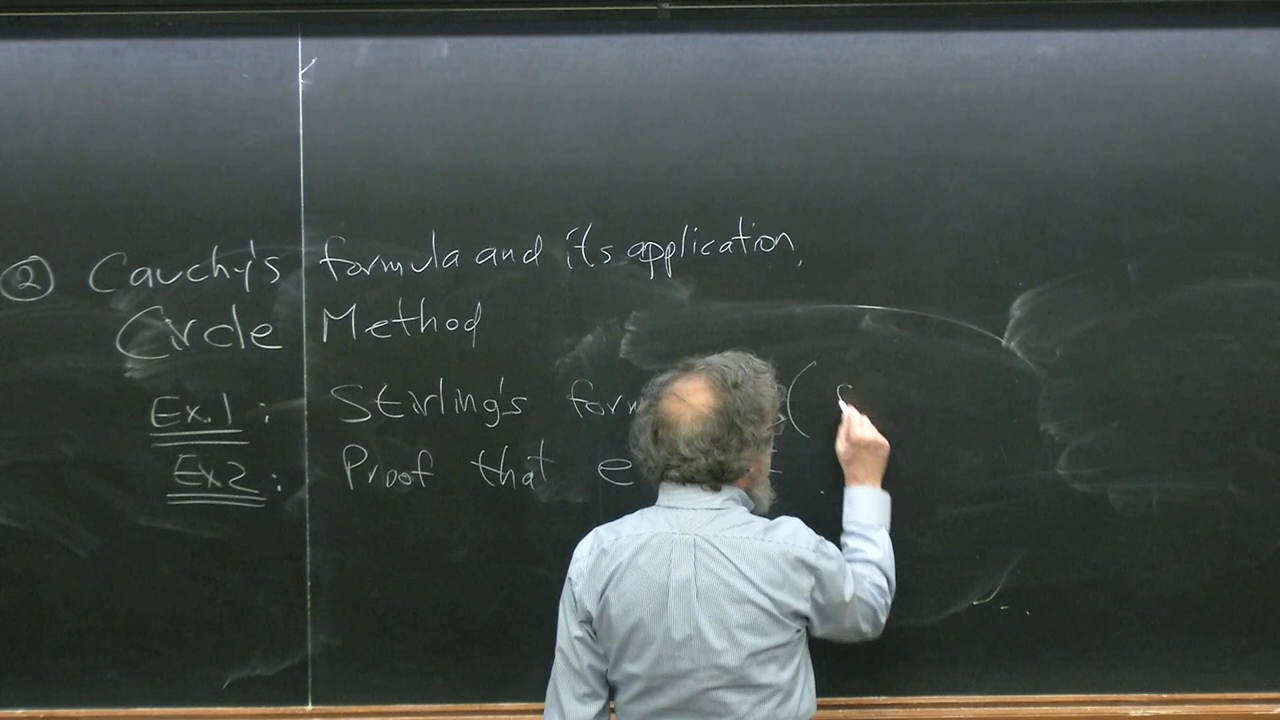 ② Cauchy's formula and its application,
Circle Method
Ex.1 : Stirling's form (
Ex2 : Proof that e